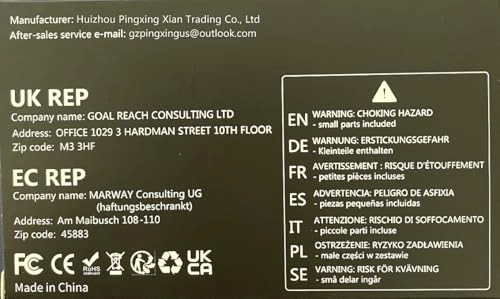 Manufacturer: Huizhou Pingxing Xian Trading Co., Ltd
After-sales service e-mail: gzpingxingus@outlook.com
UK REP
Company name: GOAL REACH CONSULTING LTD
Address: OFFICE 1029 3 HARDMAN STREET 10TH FLOOR
Zip code: M3 3HF
EC REP
Company name: MARWAY Consulting UG
(haftungsbeschrankt)
Address: Am Maibusch 108-110
Zip code: 45883
FC CE RoHS UK CA
Made in China
EN WARNING: CHOKING HAZARD
- small parts included
DE WARNUNG: ERSTICKUNGSGEFAHR
- Kleinteile enthalten
FR AVERTISSEMENT : RISQUE D'ÉTOUFFEMENT
- petites pièces incluses
ES ADVERTENCIA: PELIGRO DE ASFIXIA
- piezas pequeñas incluidas
IT ATTENZIONE: RISCHIO DI SOFFOCAMENTO
- piccole parti incluse
PL OSTRZEŻENIE: RYZYKO ZADŁAWIENIA
- małe części w zestawie
SE VARNING: RISK FÖR KVÄVNING
- små delar ingår